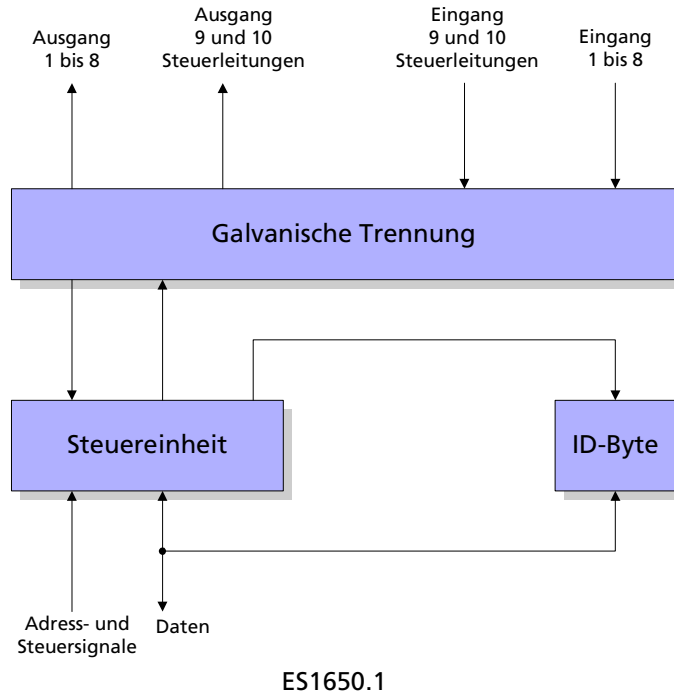 Ausgang
1 bis 8
Ausgang
9 und 10
Steuerleitungen
Eingang
9 und 10
Steuerleitungen
Eingang
1 bis 8
Galvanische Trennung
Steuereinheit
ID-Byte
Adress- und
Steuersignale
Daten
ES1650.1